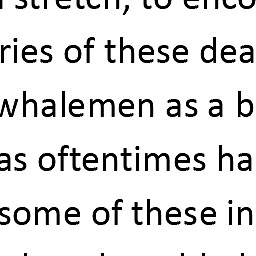 stretch, to enco
ries of these dea
whalemen as a b
as oftentimes ha
some of these in